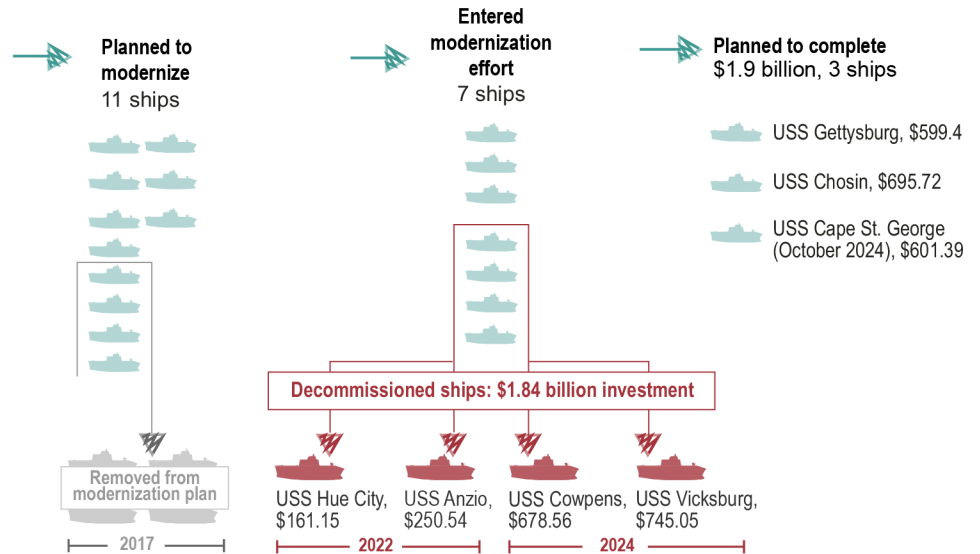 Planned to
modernize
11 ships
Entered
modernization
effort
7 ships
Planned to complete
$1.9 billion, 3 ships
USS Gettysburg, $599.4
USS Chosin, $695.72
USS Cape St. George
(October 2024), $601.39
Decommissioned ships: $1.84 billion investment
Removed from
modernization plan
2017
USS Hue City,
$161.15
USS Anzio,
$250.54
USS Cowpens,
$678.56
USS Vicksburg,
$745.05
2022
2024